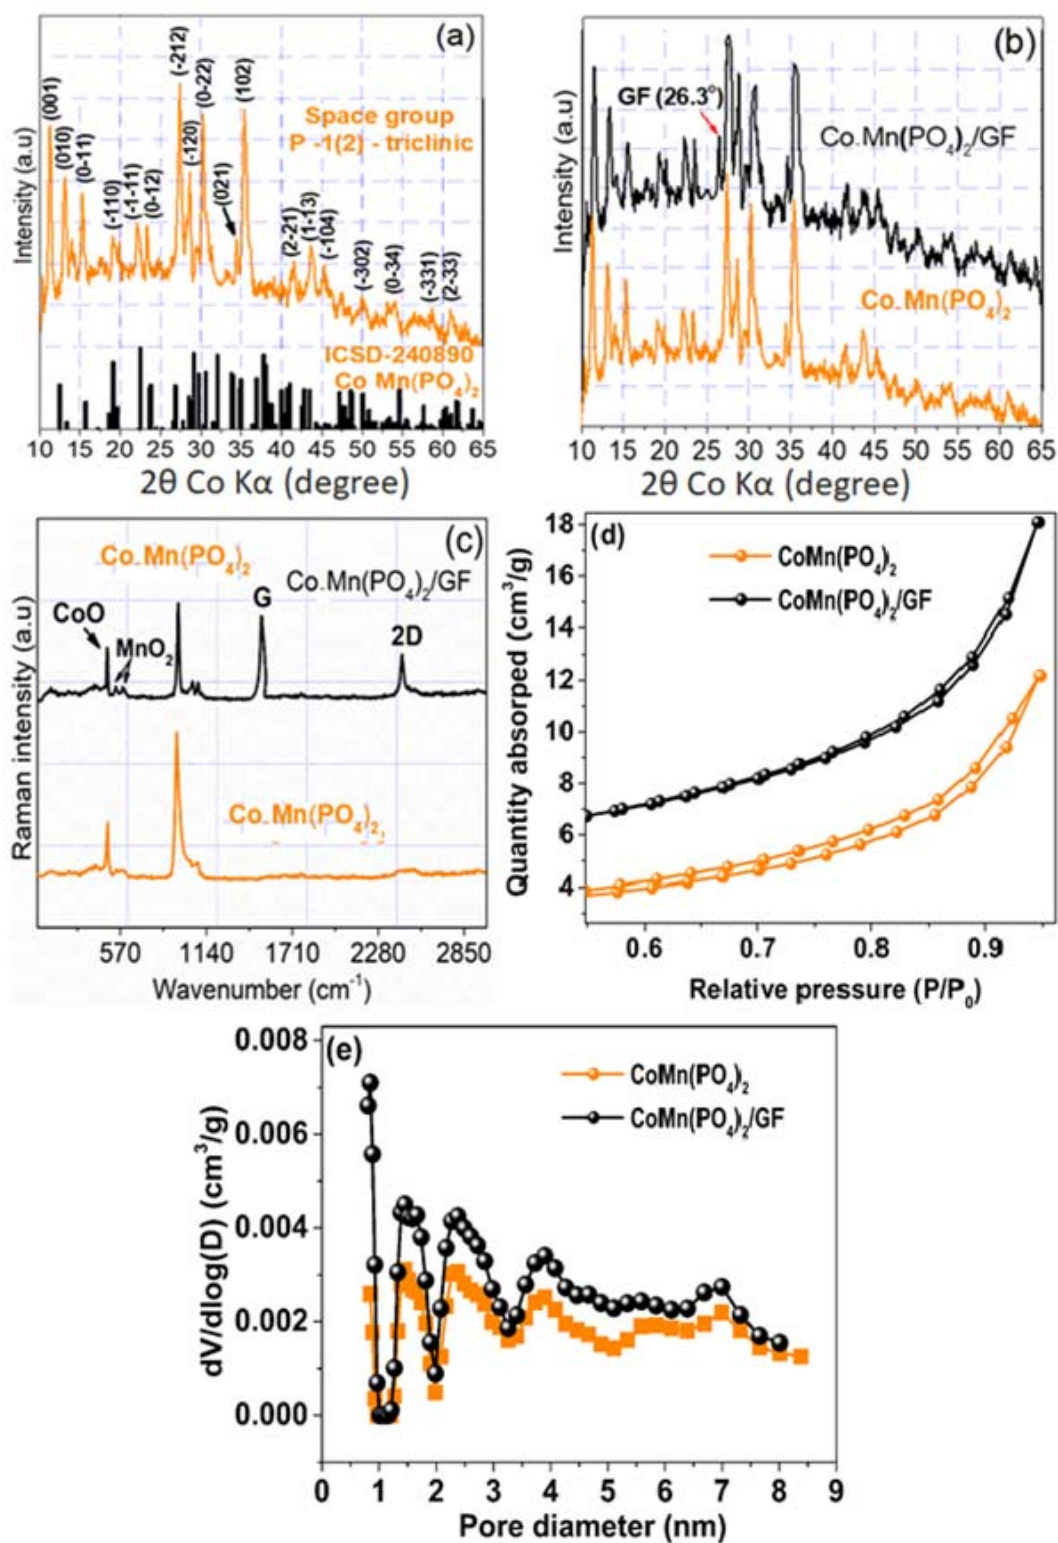 (a)
Intensity (a.u)
(001)
(010)
(0-11)
(-110)
(-1-11)
(0-12)
(-212)
(-120)
(0-22)
(021)
(102)
(2-21)
(1-13)
(-104)
(-302)
(0-34)
(-331)
(2-33)
Space group
P -1(2) - triclinic
ICSD-240890
Co Mn(PO4)2
10 15 20 25 30 35 40 45 50 55 60 65
2θ Co Kα (degree)
(b)
Intensity (a.u)
GF (26.3°)
Co.Mn(PO4)2/GF
Co.Mn(PO4)2
10 15 20 25 30 35 40 45 50 55 60 65
2θ Co Kα (degree)
(c)
Raman intensity (a.u)
Co.Mn(PO4)2
Co.Mn(PO4)2/GF
CoO
MnO2
G
2D
Co.Mn(PO4)2,
570 1140 1710 2280 2850
Wavenumber (cm-1)
(d)
Quantity absorped (cm3/g)
CoMn(PO4)2
CoMn(PO4)2/GF
18
16
14
12
10
8
6
4
0.6 0.7 0.8 0.9
Relative pressure (P/P0)
(e)
dV/dlog(D) (cm3/g)
CoMn(PO4)2
CoMn(PO4)2/GF
0.008
0.006
0.004
0.002
0.000
0 1 2 3 4 5 6 7 8 9
Pore diameter (nm)